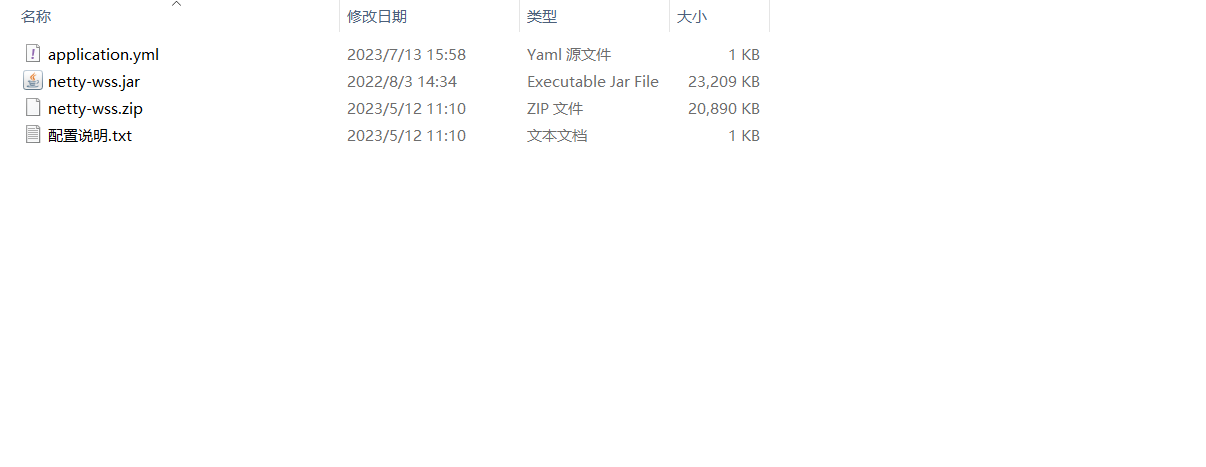 名称 修改日期 类型 大小
application.yml 2023/7/13 15:58 Yaml 源文件 1 KB
netty-wss.jar 2022/8/3 14:34 Executable Jar File 23,209 KB
netty-wss.zip 2023/5/12 11:10 ZIP 文件 20,890 KB
配置说明.txt 2023/5/12 11:10 文本文档 1 KB